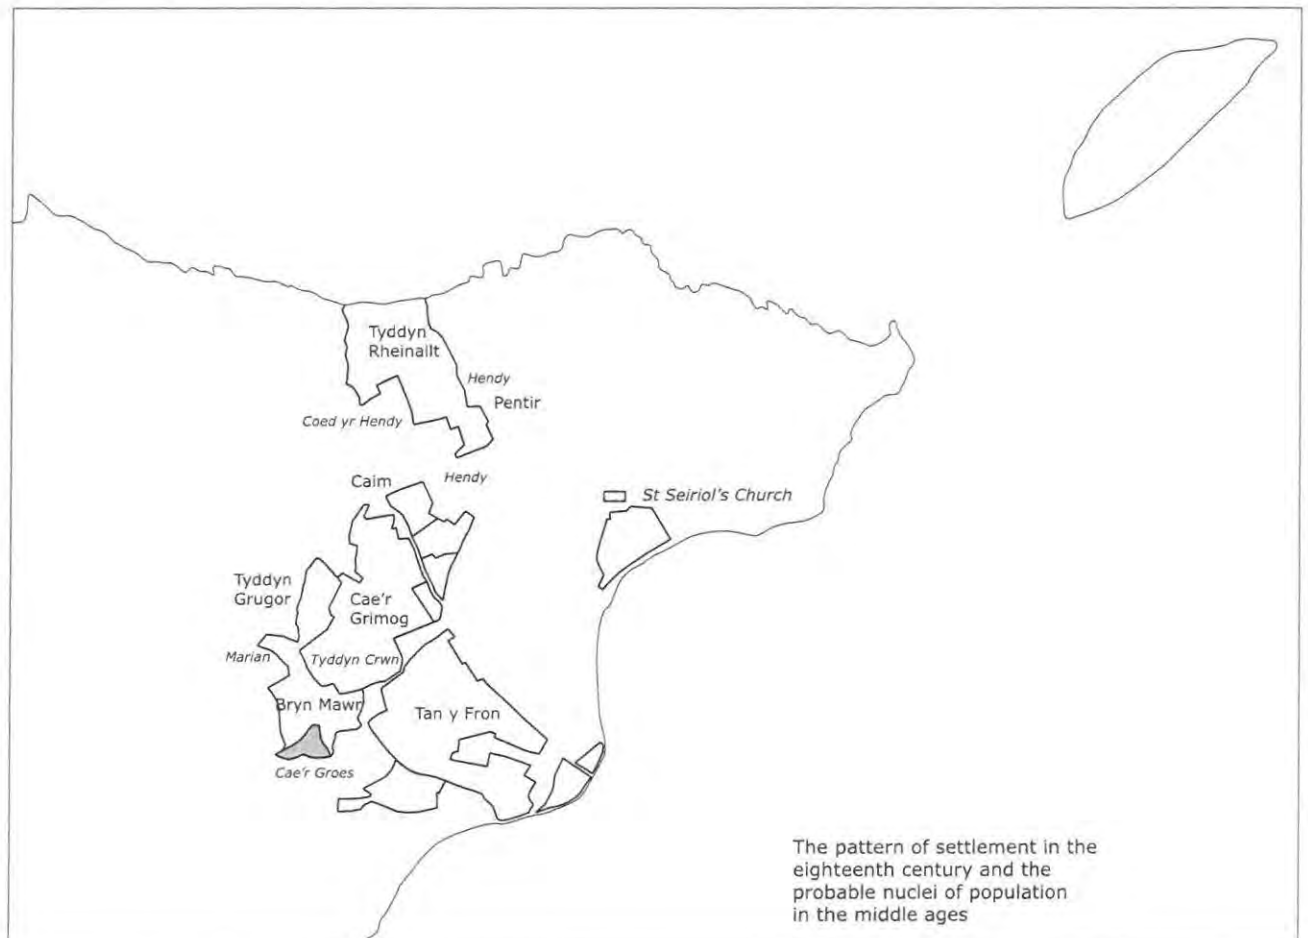 Tyddyn
Rheinallt
Hendy
Pentir
Coed yr Hendy
Caim
Hendy
St Seiriol's Church
Tyddyn
Grugor
Cae'r
Grimog
Marian
Tyddyn Crwn
Bryn Mawr
Tan y Fron
Cae'r Groes
The pattern of settlement in the
eighteenth century and the
probable nuclei of population
in the middle ages